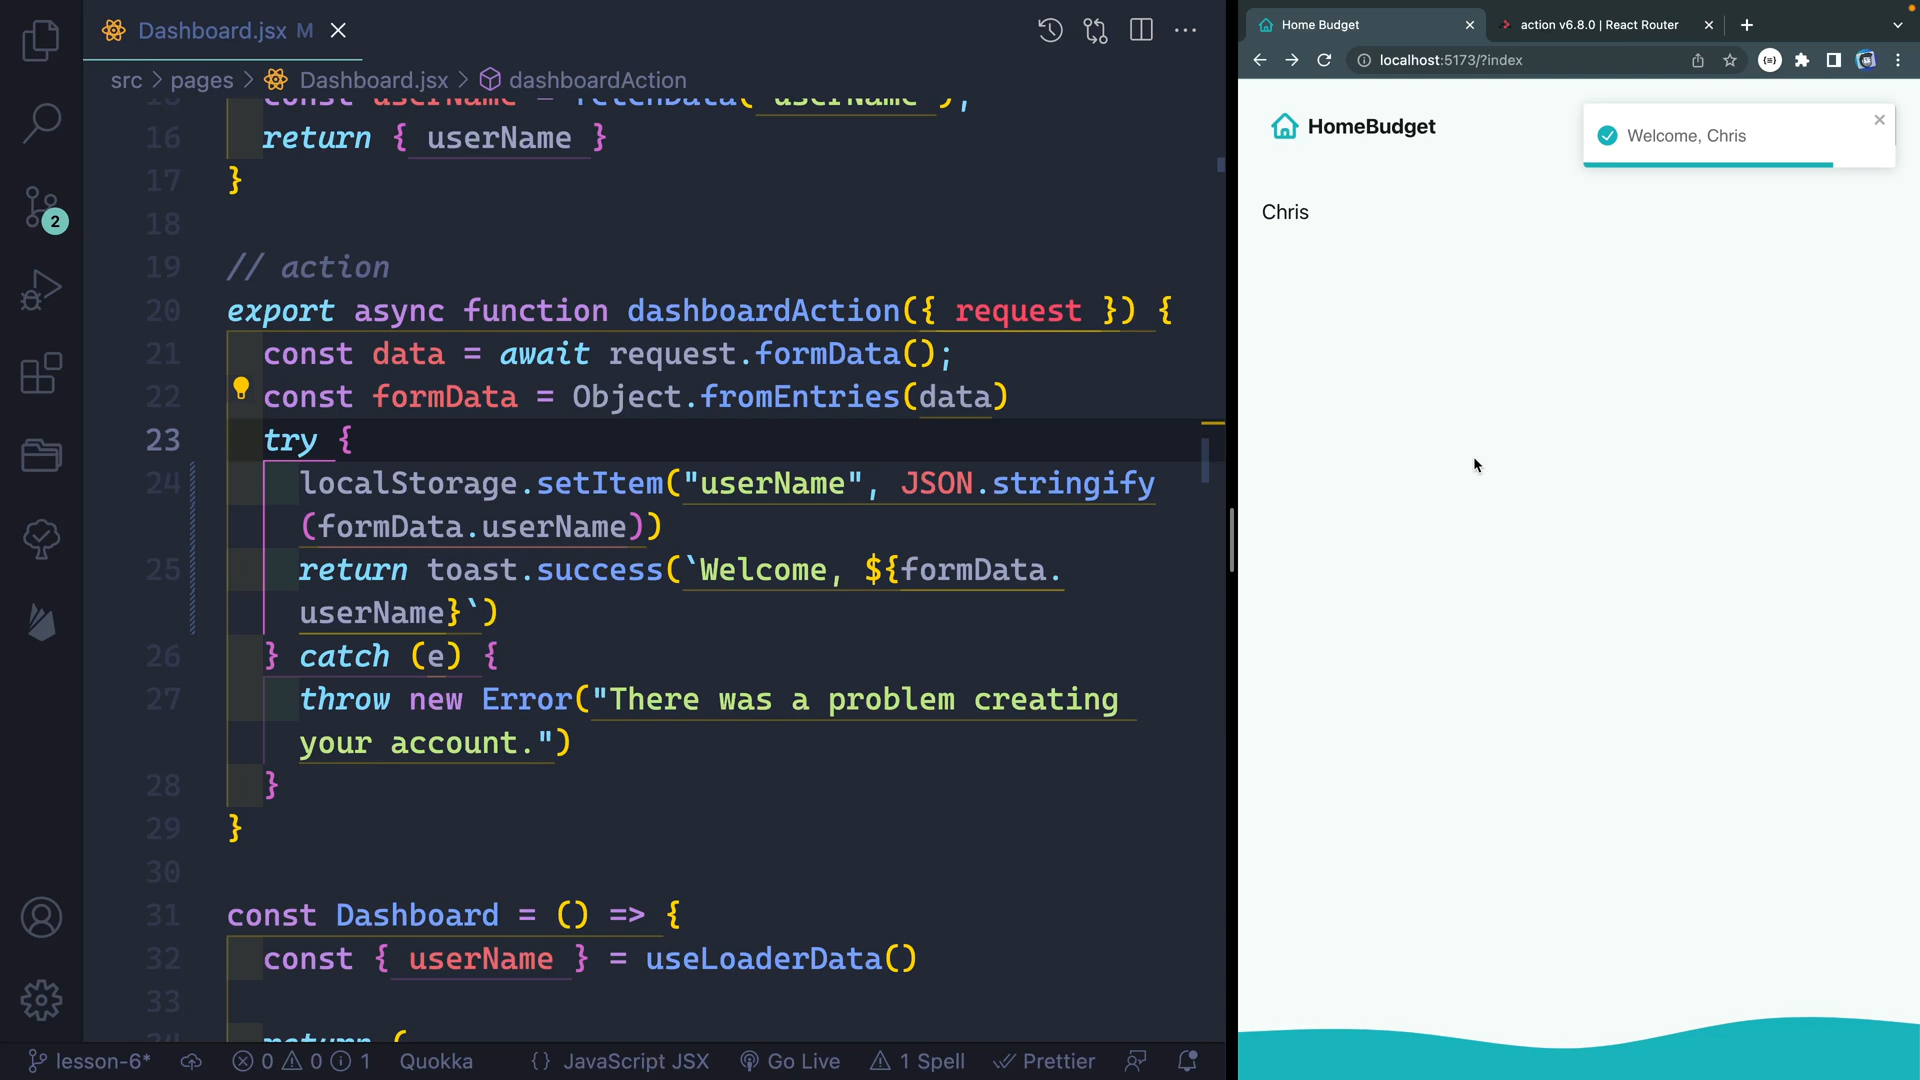 Dashboard.jsx M
src > pages > Dashboard.jsx > dashboardAction
16 return { userName }
17 }
18
19 // action
20 export async function dashboardAction({ request }) {
21 const data = await request.formData();
22 const formData = Object.fromEntries(data)
23 try {
24 localStorage.setItem("userName", JSON.stringify
(formData.userName))
25 return toast.success(`Welcome, ${formData.
userName}`)
26 } catch (e) {
27 throw new Error("There was a problem creating
your account.")
28 }
29 }
30
31 const Dashboard = () => {
32 const { userName } = useLoaderData()
33
2
lesson-6* 0 0 1 Quokka {} JavaScript JSX Go Live 1 Spell Prettier
Home Budget
action v6.8.0 | React Router
localhost:5173/?index
HomeBudget
Welcome, Chris
Chris